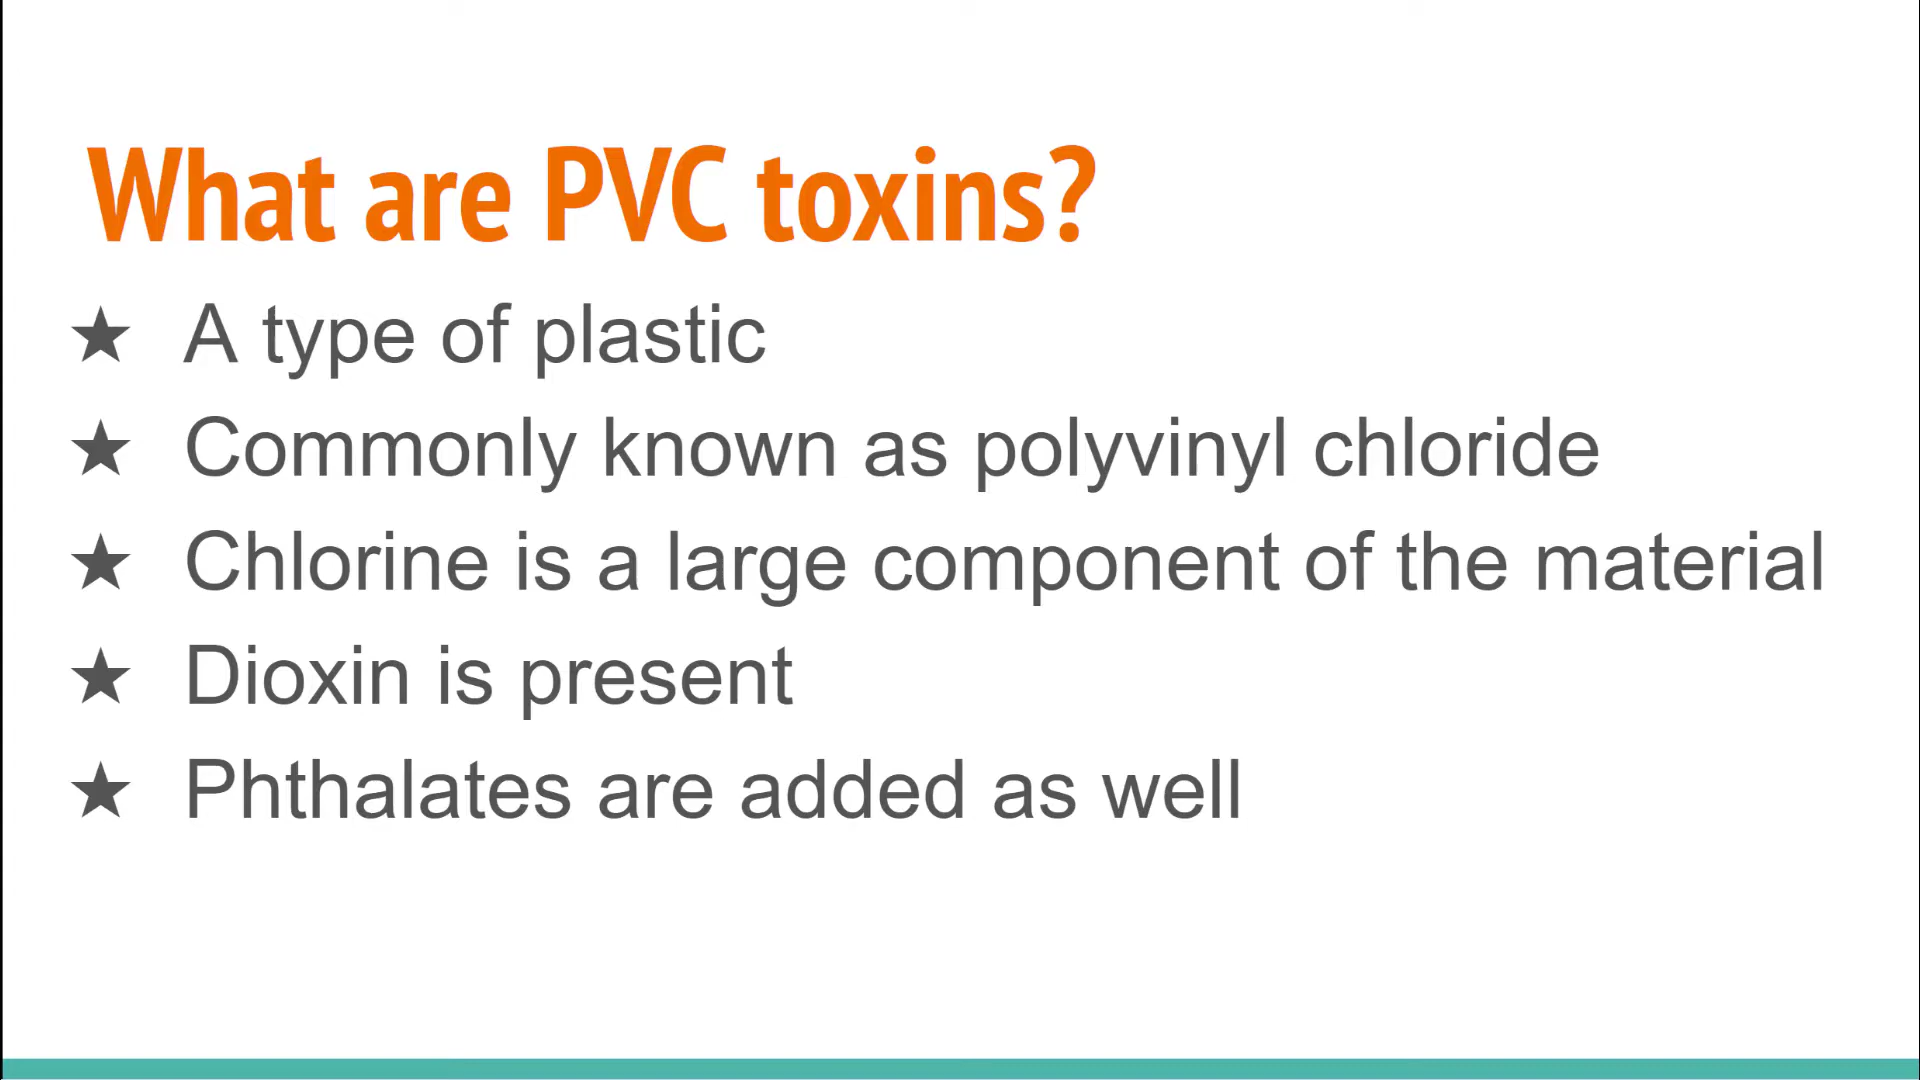 What are PVC toxins?
★ A type of plastic
★ Commonly known as polyvinyl chloride
★ Chlorine is a large component of the material
★ Dioxin is present
★ Phthalates are added as well